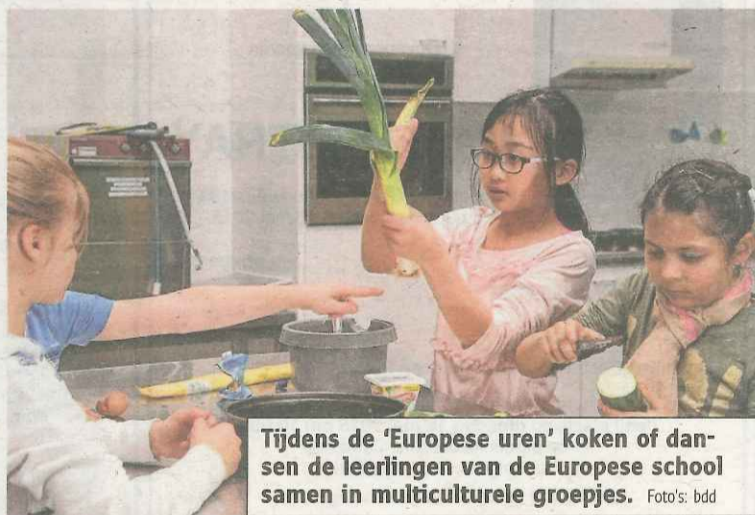 Tijdens de 'Europese uren' koken of dan-
sen de leerlingen van de Europese school
samen in multiculturele groepjes. Foto's: bdd